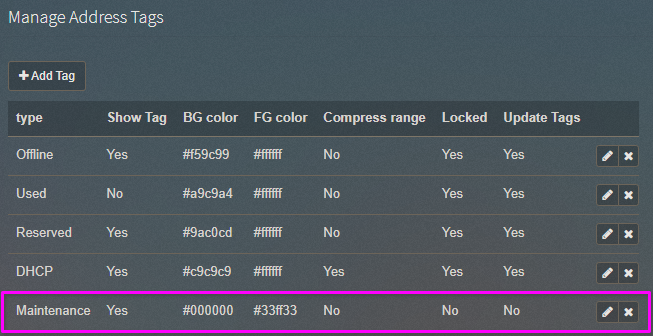 Manage Address Tags
+ Add Tag
type Show Tag BG color FG color Compress range Locked Update Tags
Offline Yes #f59c99 #ffffff No Yes Yes
Used No #a9c9a4 #ffffff No Yes Yes
Reserved Yes #9ac0cd #ffffff No Yes Yes
DHCP Yes #c9c9c9 #ffffff Yes Yes Yes
Maintenance Yes #000000 #33ff33 No No No